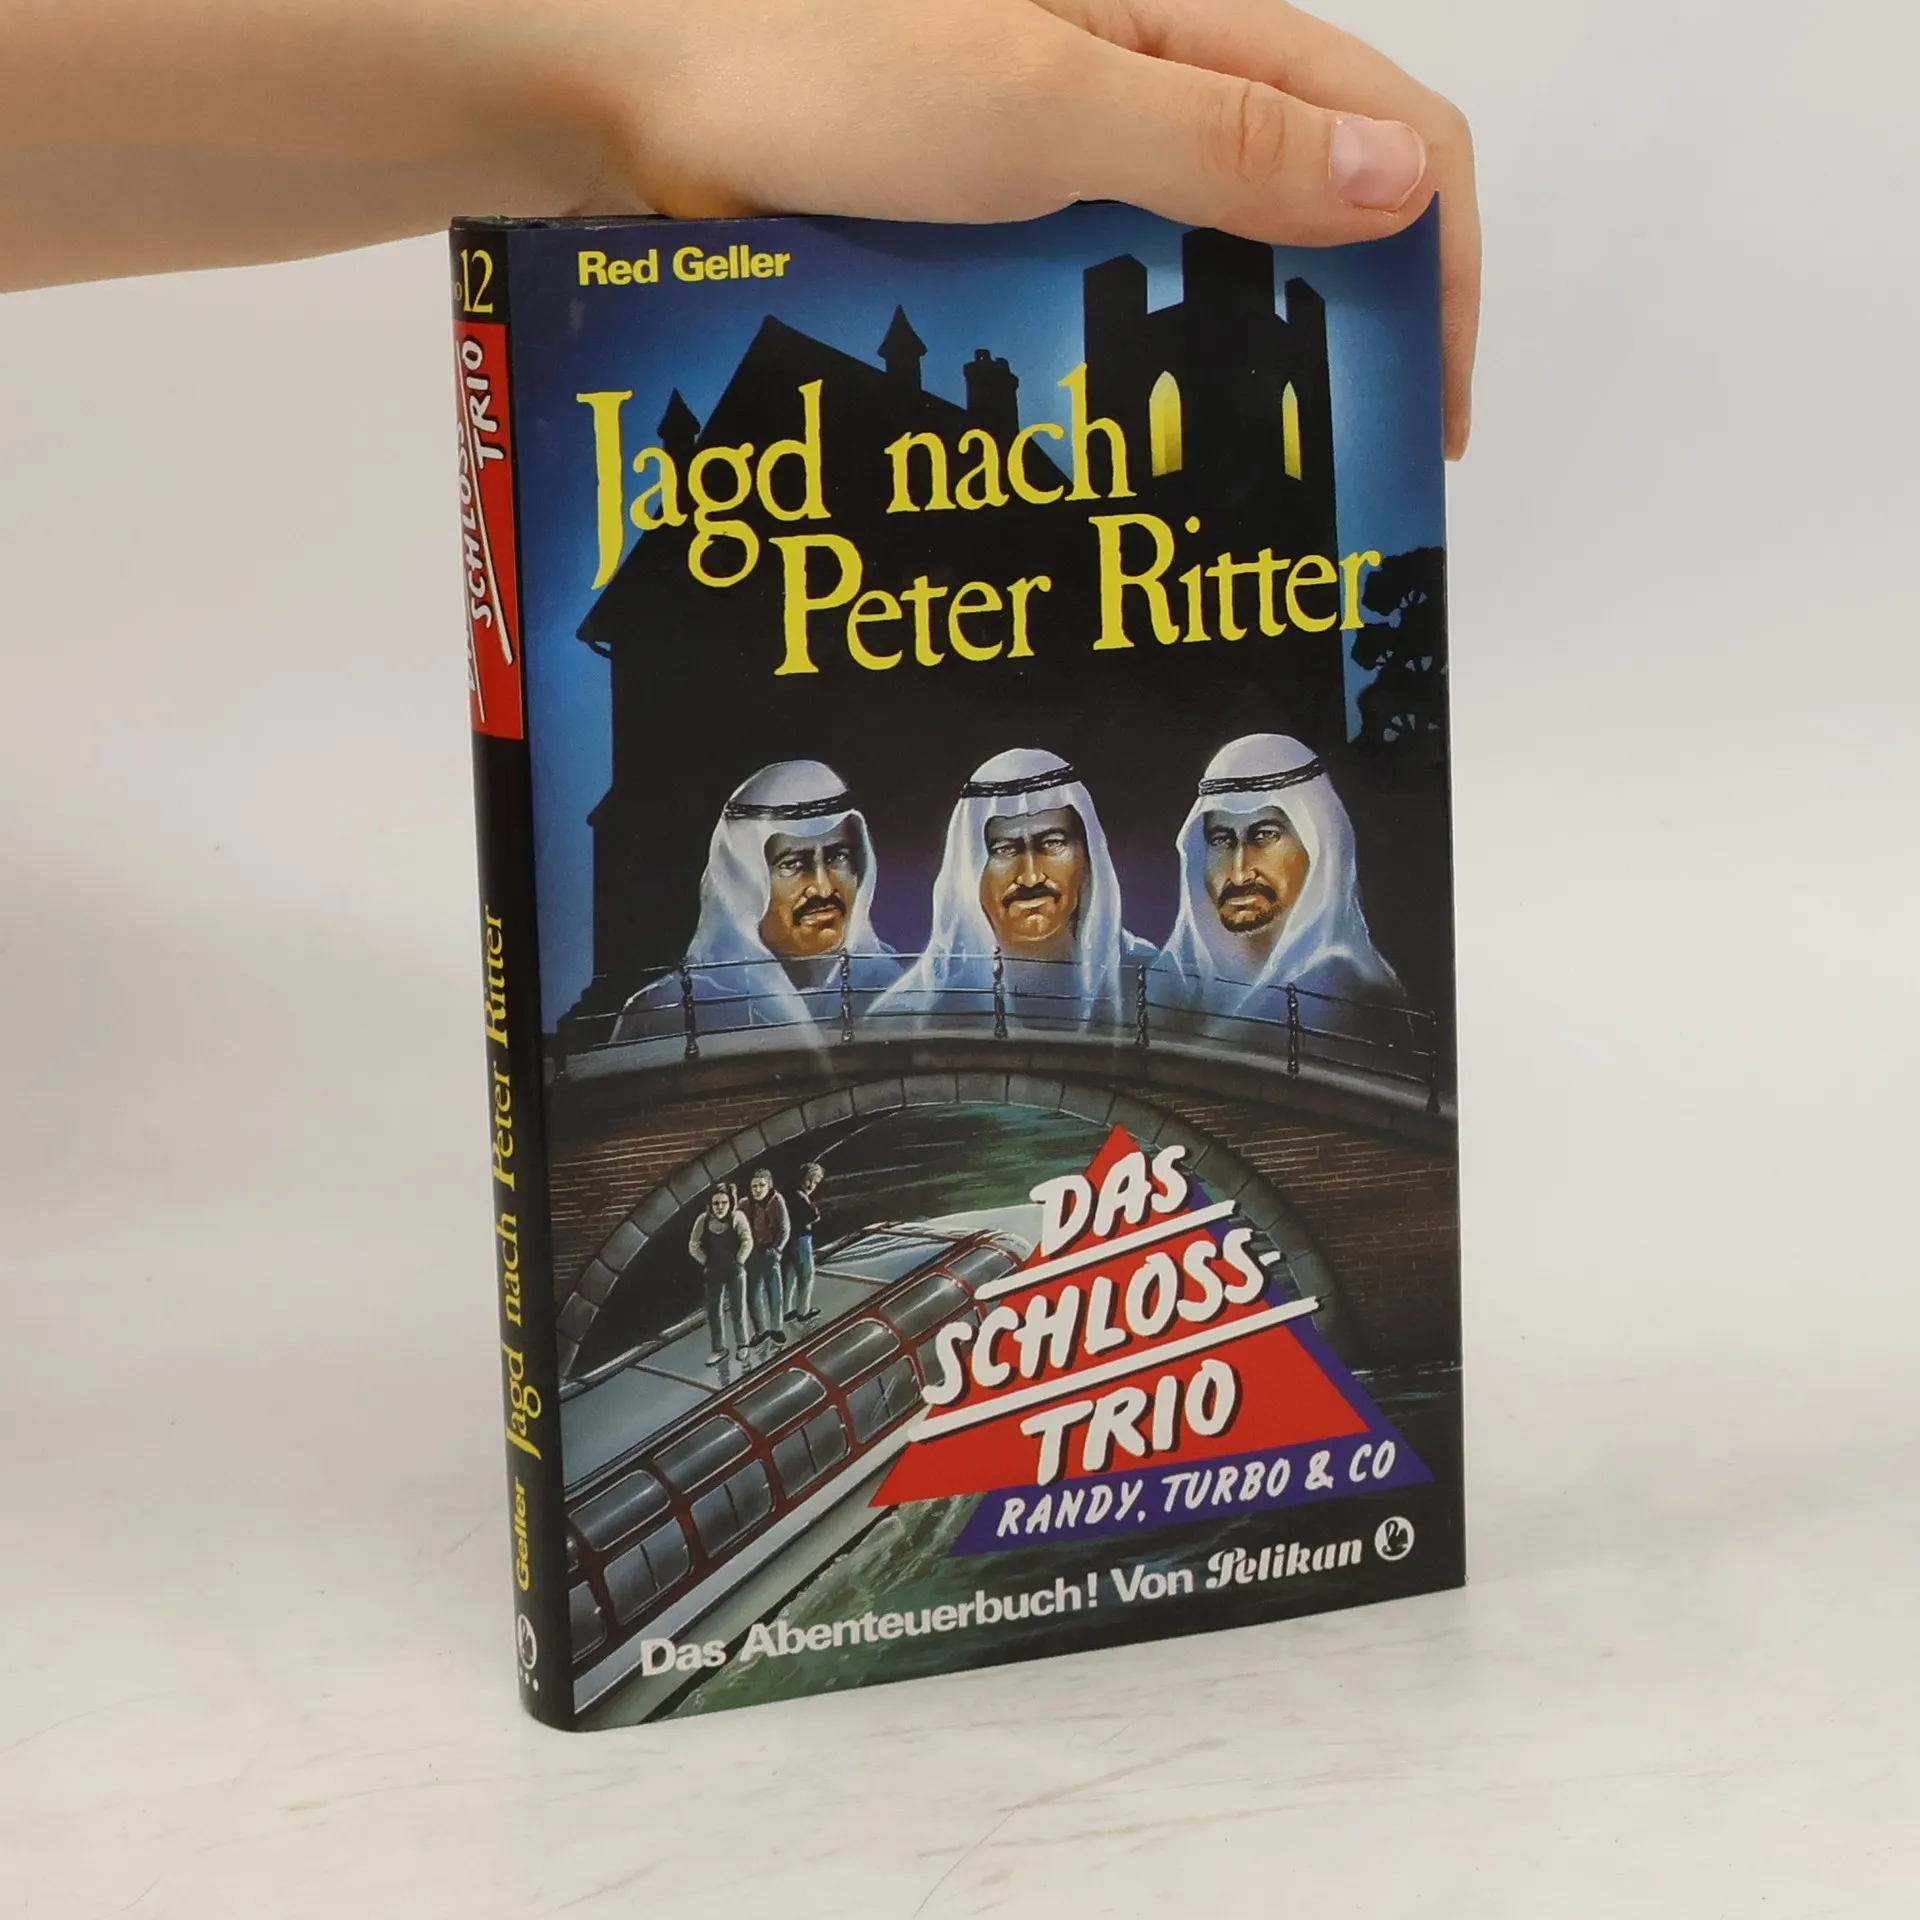 Red Geller
Jagd nach
Peter Ritter
DAS
SCHLOSS-
TRIO
RANDY, TURBO & CO
Das Abenteuerbuch! Von Pelikan
12
SCHLOSS
TRIO
Geller Jagd nach Peter Ritter